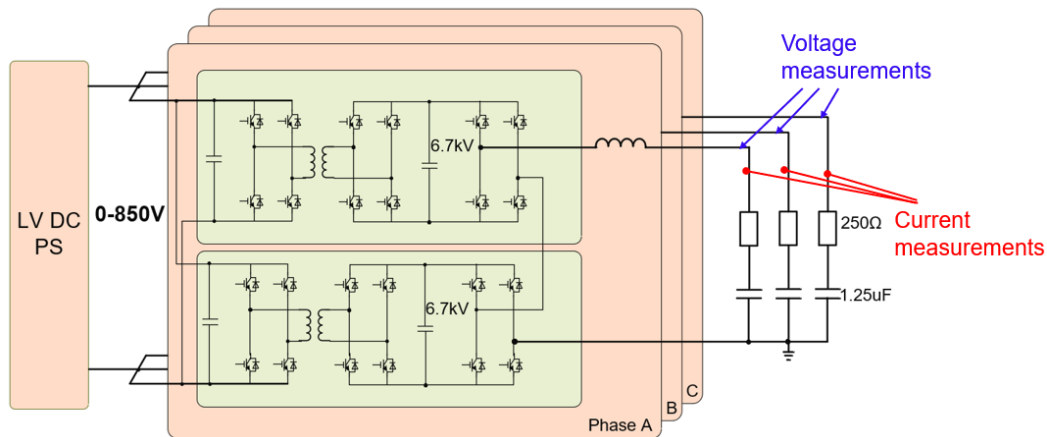 Voltage
measurements
6.7kV
LV DC
PS
0-850V
250Ω
Current
measurements
1.25uF
6.7kV
C
B
Phase A